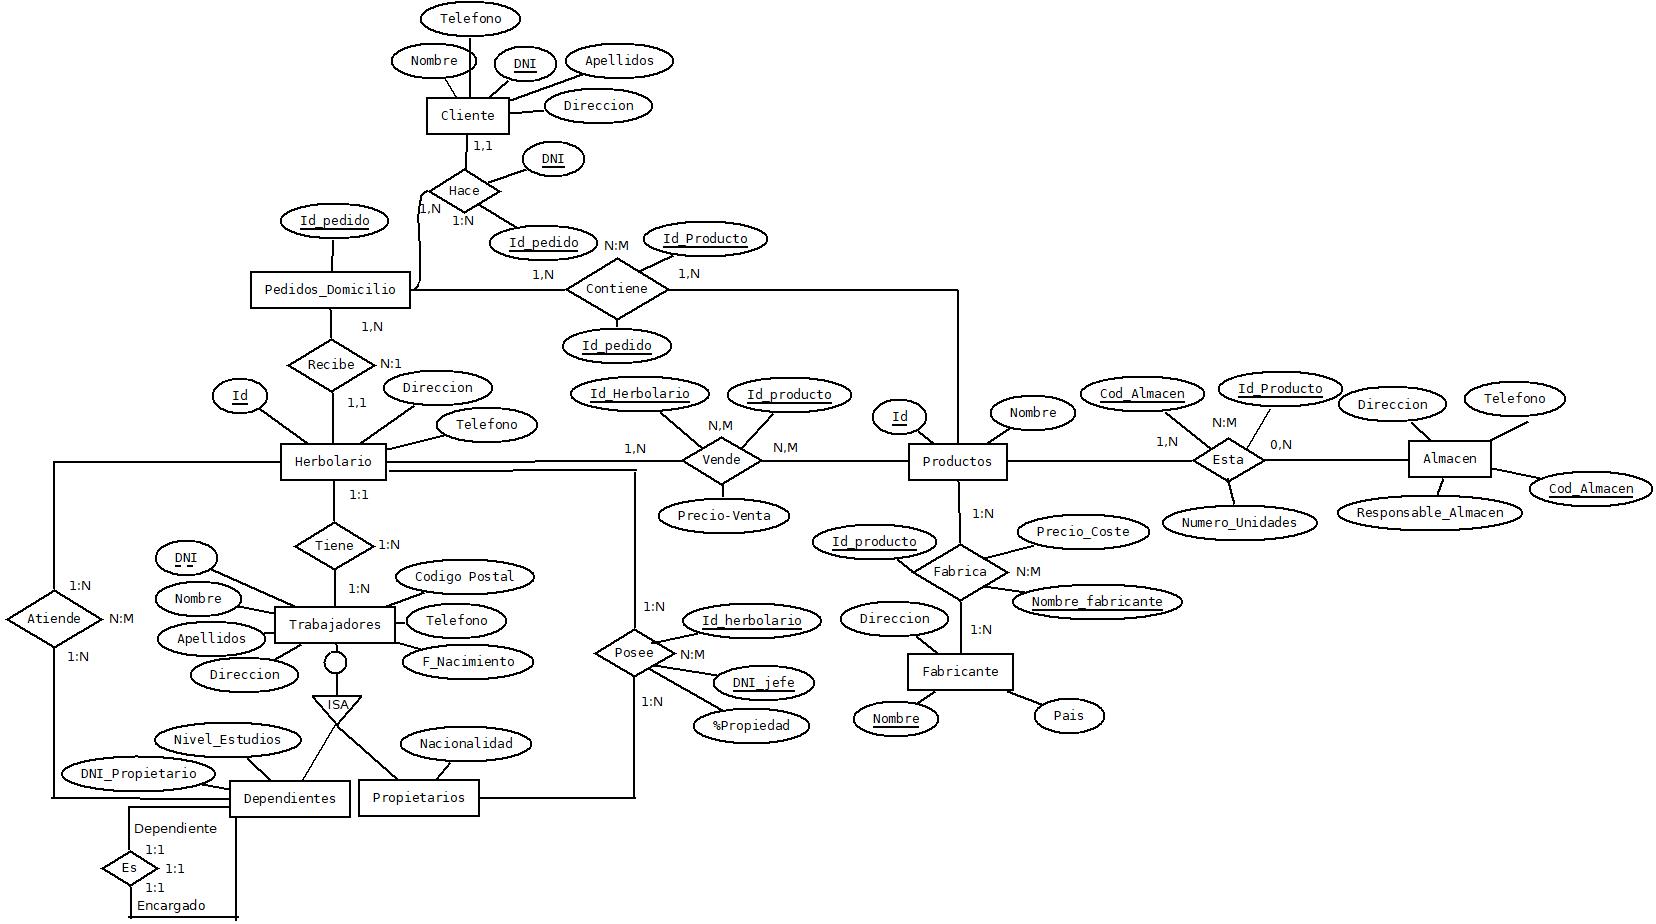 Telefono
Nombre
DNI
Apellidos
Direccion
Cliente
1,1
DNI
Hace
1,N
1:N
Id_pedido
Id_pedido
N:M
Id_Producto
1,N
1,N
Pedidos_Domicilio
Contiene
Id_pedido
1,N
Recibe
N:1
1,1
Id
Direccion
Telefono
Herbolario
Id_Herbolario
Id_producto
N,M
1,N
Vende
N,M
Precio-Venta
Id
Nombre
Productos
Cod_Almacen
Id_Producto
N:M
1,N
0,N
Esta
Numero_Unidades
Direccion
Telefono
Almacen
Cod_Almacen
Responsable_Almacen
1:1
Tiene
1:N
1:N
1:N
Id_producto
Precio_Coste
Fabrica
N:M
Nombre_fabricante
1:N
Direccion
Fabricante
Nombre
Pais
DNI
Nombre
Apellidos
Direccion
Codigo Postal
Telefono
F_Nacimiento
Trabajadores
1:N
Atiende
N:M
1:N
1:N
Id_herbolario
Posee
N:M
DNI_jefe
1:N
%Propiedad
ISA
Nivel_Estudios
DNI_Propietario
Nacionalidad
Dependientes
Propietarios
Dependiente
1:1
Es
1:1
1:1
Encargado